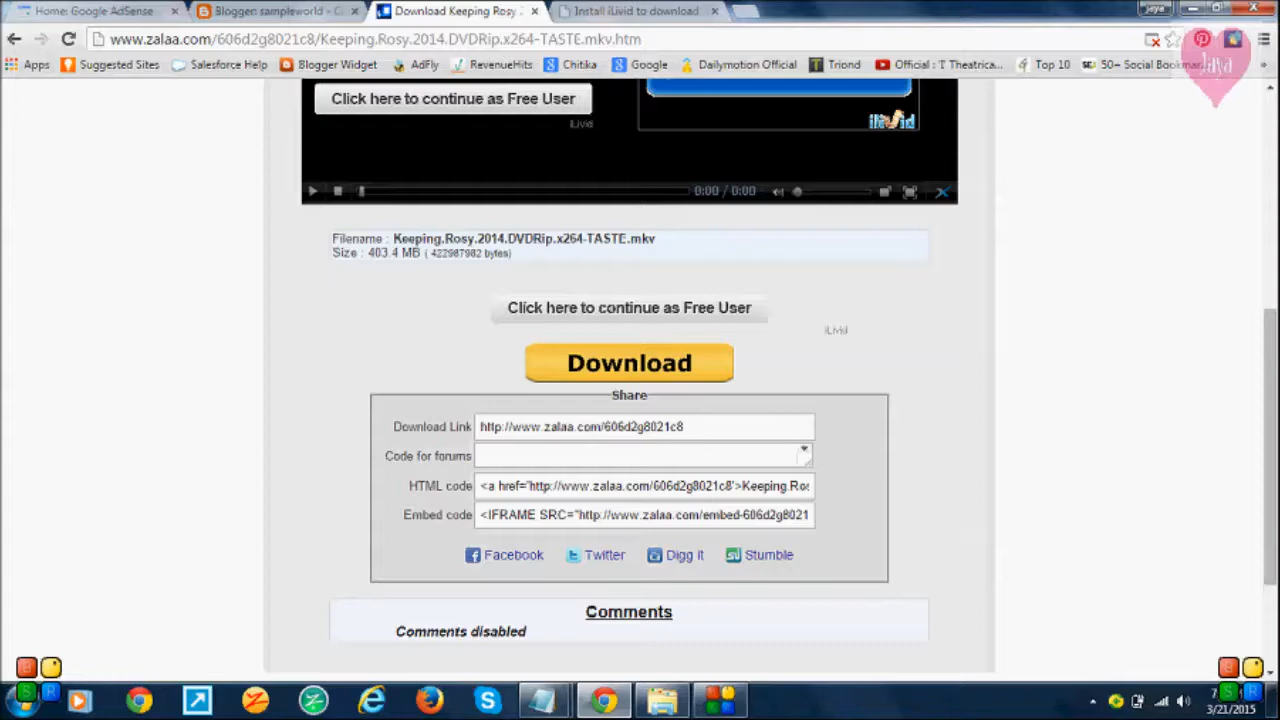 Home: Google AdSense
Blogger: sampleworld - C
Download Keeping Rosy
Install iLivid to download
Jaya
www.zalaa.com/606d2g8021c8/Keeping.Rosy.2014.DVDRip.x264-TASTE.mkv.htm
Apps
Suggested Sites
Salesforce Help
Blogger Widget
AdFly
RevenueHits
Chitika
Google
Dailymotion Official
Triond
Official : T Theatrica...
Top 10
50+ Social Bookmar
Jaya
Click here to continue as Free User
iLivid
ilivid
0:00 / 0:00
Filename : Keeping.Rosy.2014.DVDRip.x264-TASTE.mkv
Size : 403.4 MB ( 422987982 bytes)
Click here to continue as Free User
iLivid
Download
Share
Download Link http://www.zalaa.com/606d2g8021c8
Code for forums
HTML code <a href='http://www.zalaa.com/606d2g8021c8'>Keeping.Ros
Embed code <IFRAME SRC="http://www.zalaa.com/embed-606d2g8021
Facebook Twitter Digg it Stumble
Comments
Comments disabled
3/21/2015